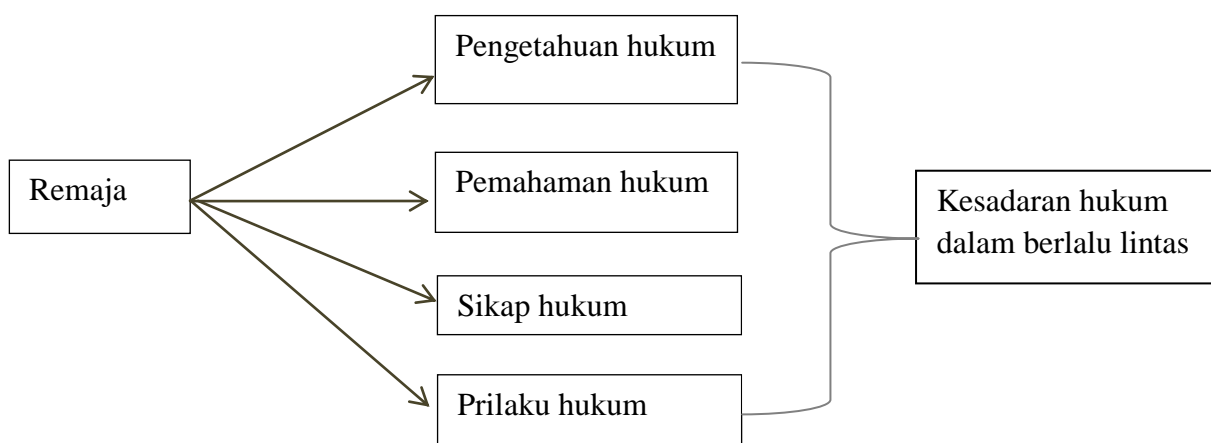 Remaja
Pengetahuan hukum
Pemahaman hukum
Sikap hukum
Prilaku hukum
Kesadaran hukum
dalam berlalu lintas